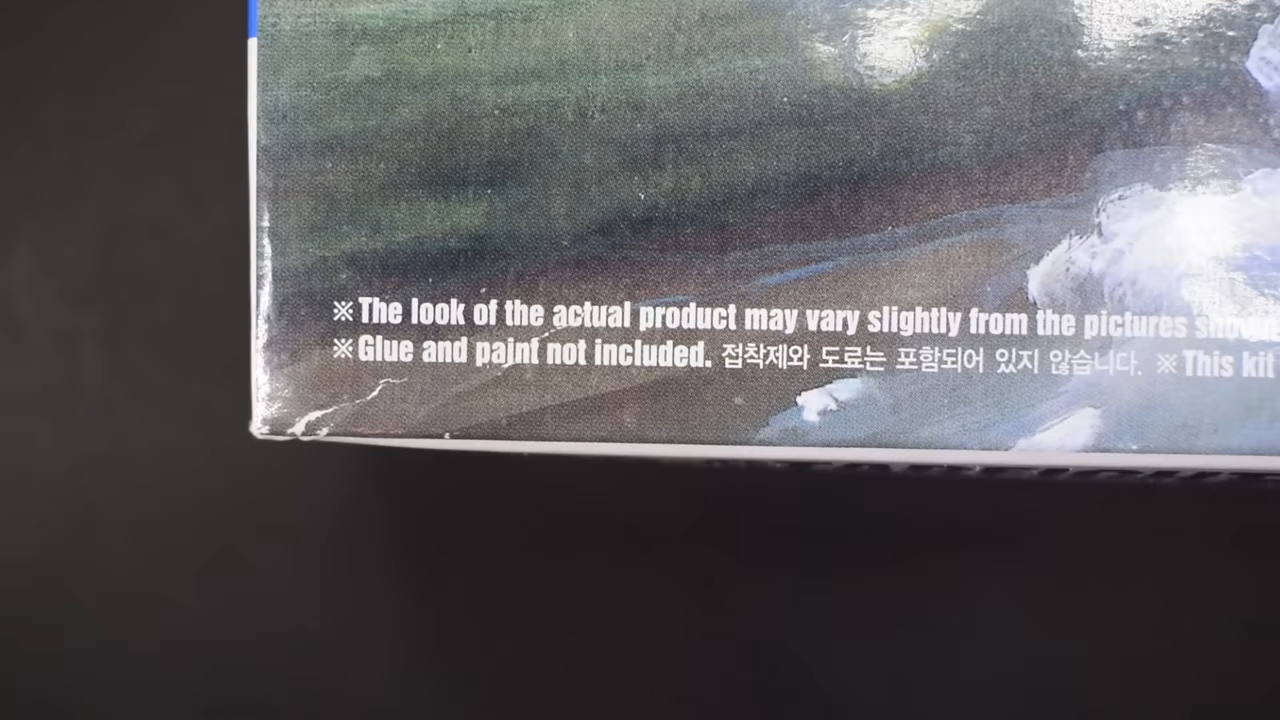 ※The look of the actual product may vary slightly from the pictures
※Glue and paint not included. 접착제와 도료는 포함되어 있지 않습니다. ※This kit